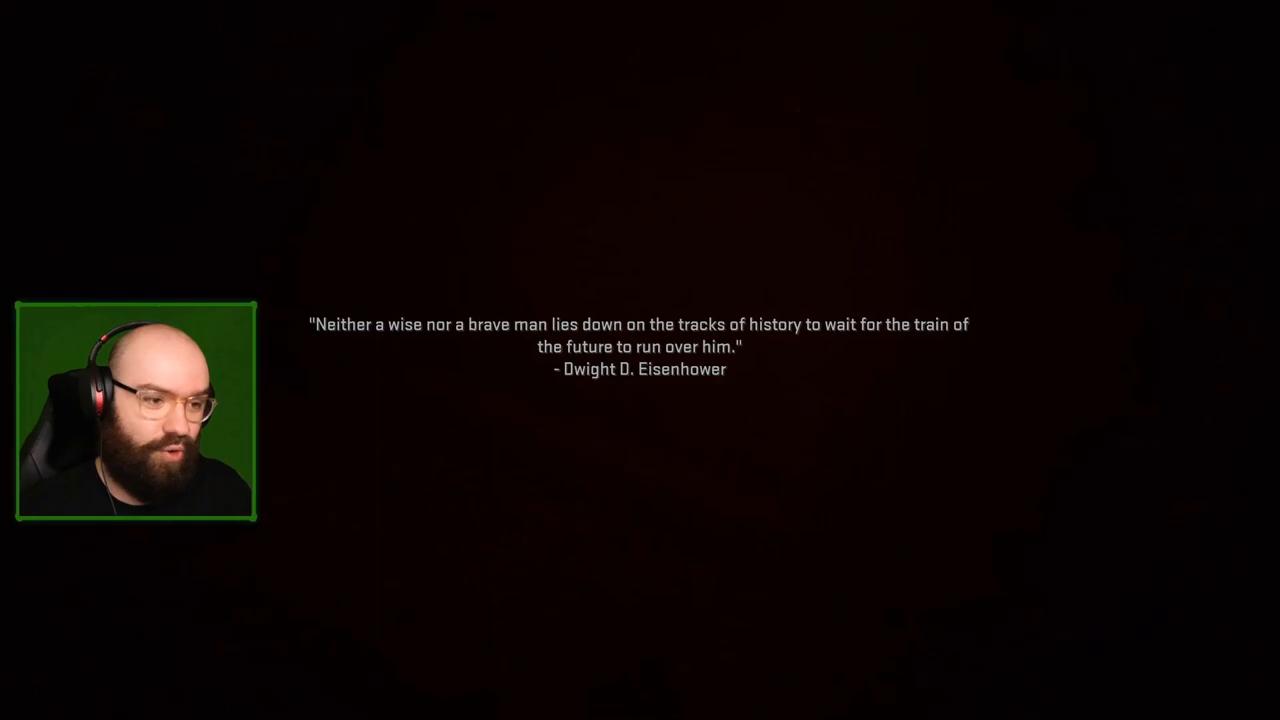 "Neither a wise nor a brave man lies down on the tracks of history to wait for the train of
the future to run over him."
- Dwight D. Eisenhower